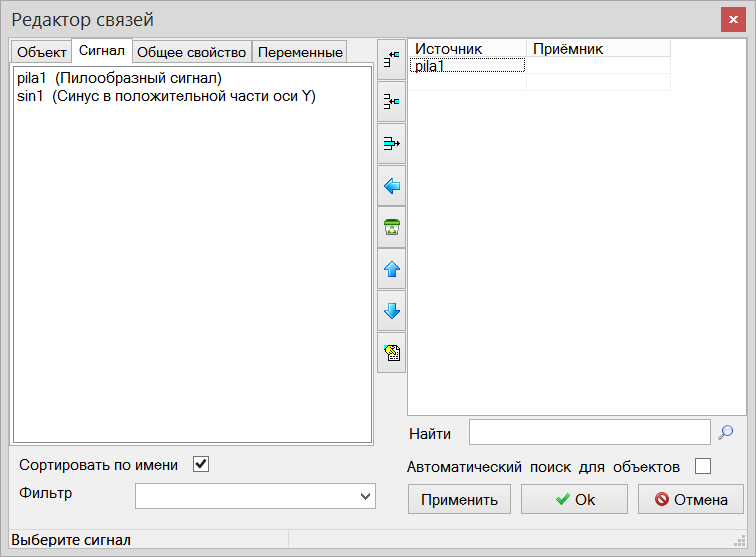 Редактор связей
Объект Сигнал Общее свойство Переменные
pila1 (Пилообразный сигнал)
sin1 (Синус в положительной части оси Y)
Источник Приёмник
pila1
Найти
Сортировать по имени
Автоматический поиск для объектов
Фильтр
Применить Ok Отмена
Выберите сигнал